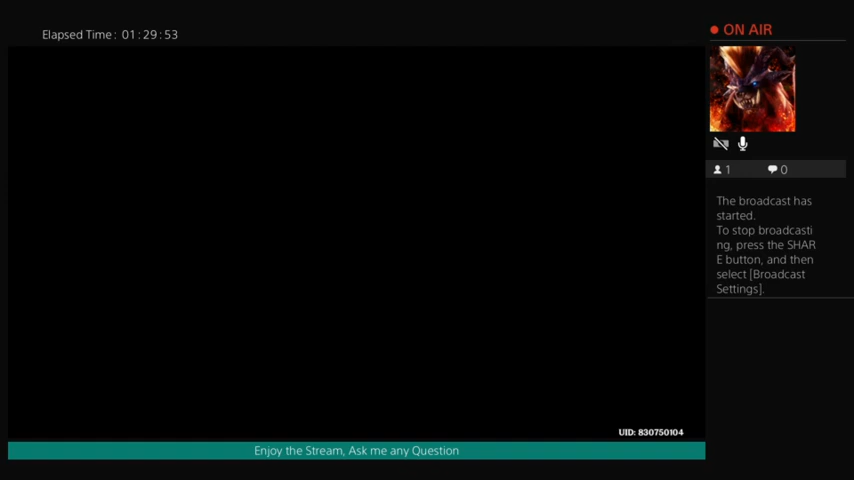 Elapsed Time: 01:29:53
ON AIR
1 0
The broadcast has
started.
To stop broadcasti
ng, press the SHAR
E button, and then
select [Broadcast
Settings].
UID: 830750104
Enjoy the Stream, Ask me any Question